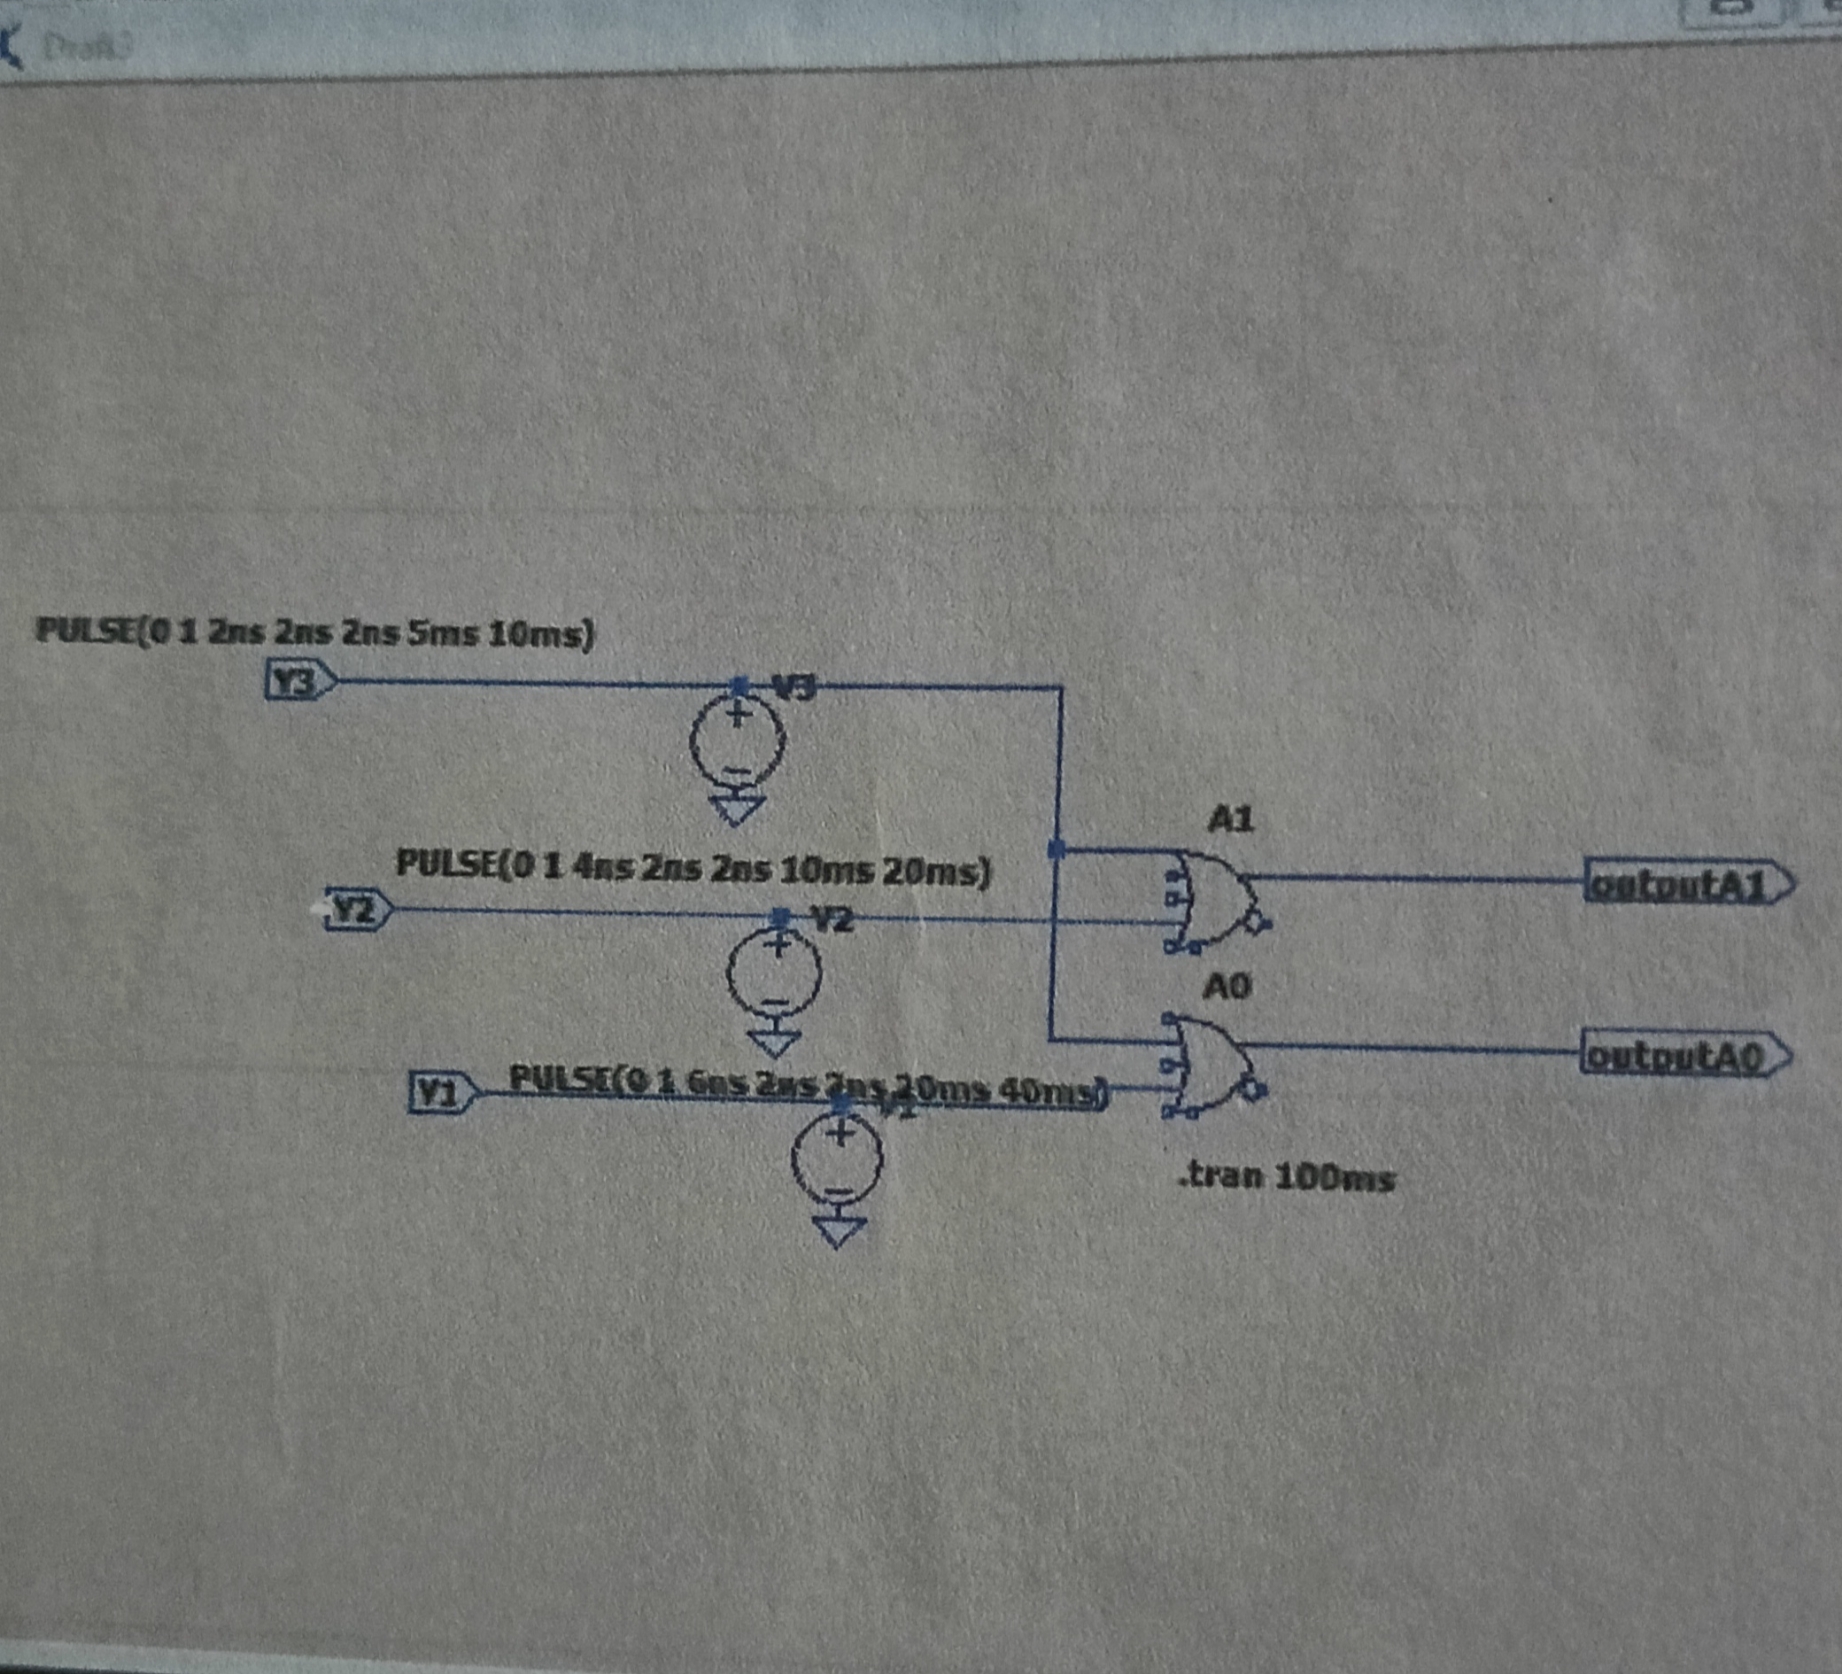 Draft3
PULSE(0 1 2ns 2ns 2ns 5ms 10ms)
Y3
V3
A1
PULSE(0 1 4ns 2ns 2ns 10ms 20ms)
outputA1
Y2
V2
A0
outputA0
Y1
PULSE(0 1 6ns 2ns 2ns 20ms 40ms)
V1
.tran 100ms